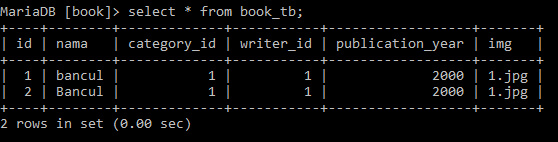 MariaDB [book]> select * from book_tb;
+----+--------+-------------+-----------+------------------+-------+
| id | nama   | category_id | writer_id | publication_year | img   |
+----+--------+-------------+-----------+------------------+-------+
|  1 | bancul |           1 |         1 |             2000 | 1.jpg |
|  2 | Bancul |           1 |         1 |             2000 | 1.jpg |
+----+--------+-------------+-----------+------------------+-------+
2 rows in set (0.00 sec)